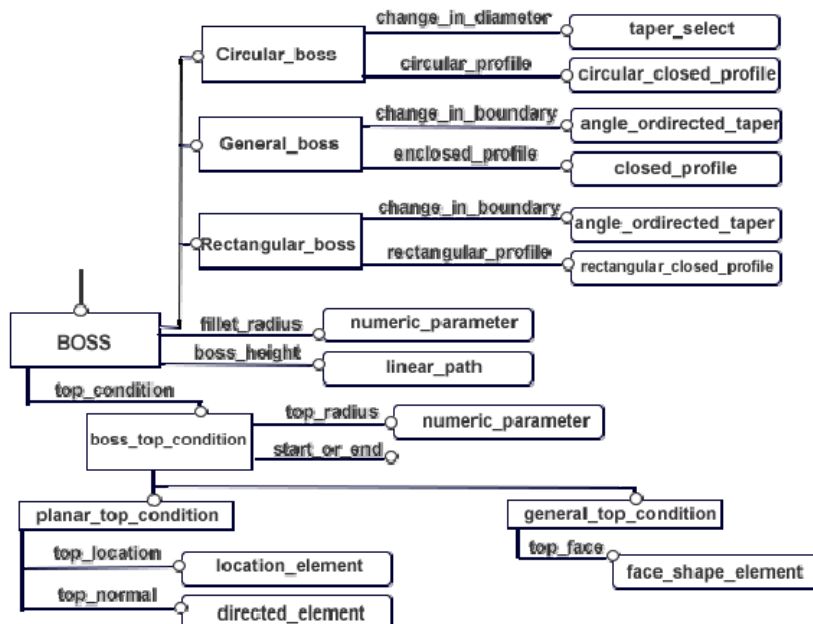 change_in_diameter
taper_select
Circular_boss
circular_profile
circular_closed_profile
change_in_boundary
angle_ordirected_taper
General_boss
enclosed_profile
closed_profile
change_in_boundary
angle_ordirected_taper
Rectangular_boss
rectangular_profile
rectangular_closed_profile
fillet_radius
numeric_parameter
BOSS
boss_height
linear_path
top_condition
top_radius
numeric_parameter
boss_top_condition
start_or_end
planar_top_condition
general_top_condition
top_location
location_element
top_face
face_shape_element
top_normal
directed_element